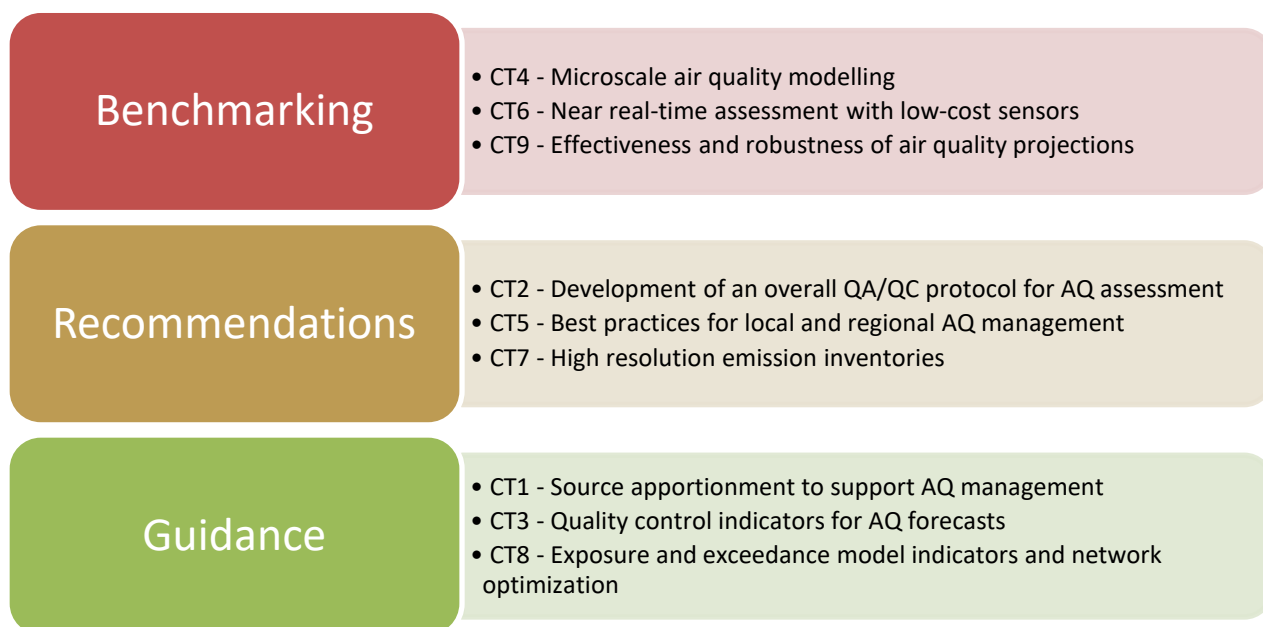 Benchmarking
• CT4 - Microscale air quality modelling
• CT6 - Near real-time assessment with low-cost sensors
• CT9 - Effectiveness and robustness of air quality projections
Recommendations
• CT2 - Development of an overall QA/QC protocol for AQ assessment
• CT5 - Best practices for local and regional AQ management
• CT7 - High resolution emission inventories
Guidance
• CT1 - Source apportionment to support AQ management
• CT3 - Quality control indicators for AQ forecasts
• CT8 - Exposure and exceedance model indicators and network
optimization